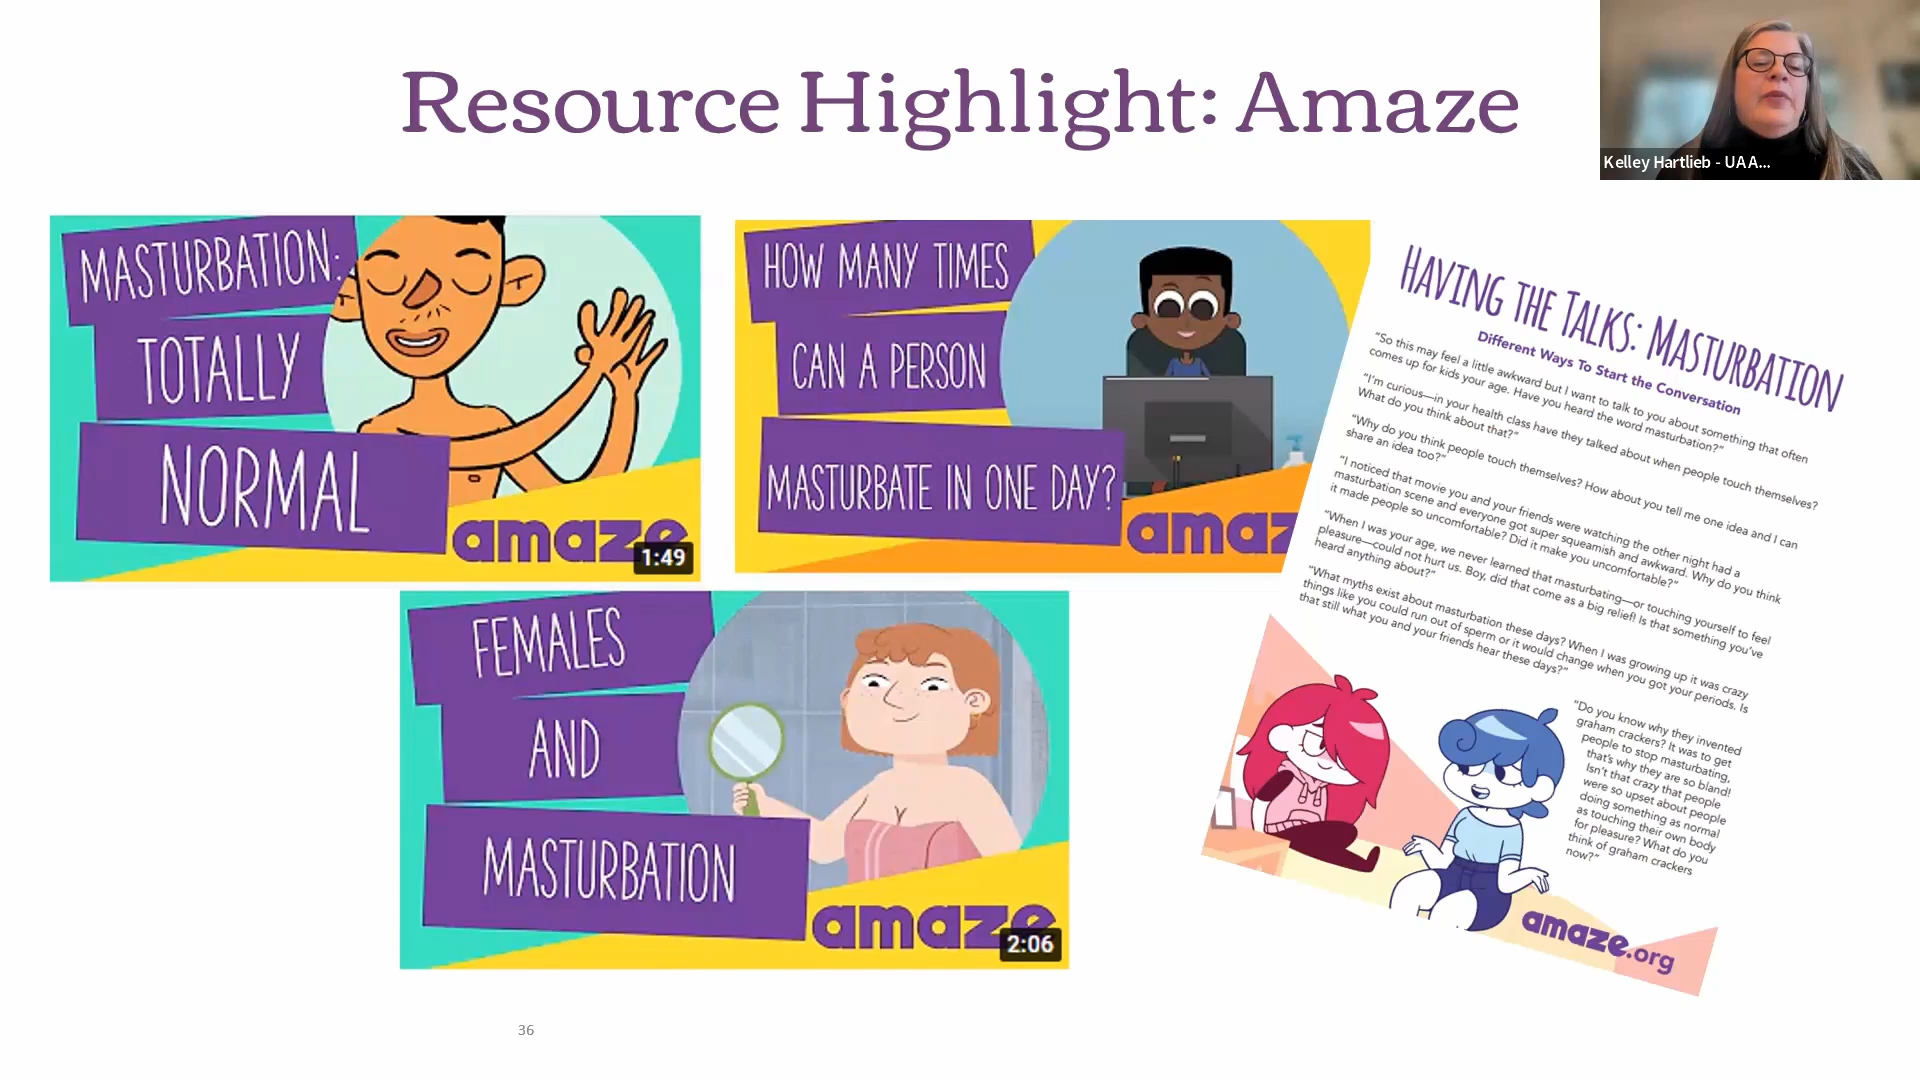 Resource Highlight: Amaze
Kelley Hartlieb - UAA...
MASTURBATION:
TOTALLY
NORMAL
amaze
1:49
HOW MANY TIMES
CAN A PERSON
MASTURBATE IN ONE DAY?
amaz
FEMALES
AND
MASTURBATION
amaze
2:06
HAVING THE TALKS: MASTURBATION
Different Ways To Start the Conversation
“So this may feel a little awkward but I want to talk to you about something that often
comes up for kids your age. Have you heard the word masturbation?”
“I’m curious—in your health class have they talked about when people touch themselves?
What do you think about that?”
“Why do you think people touch themselves? How about you tell me one idea and I can
share an idea too?”
“I noticed that movie you and your friends were watching the other night had a
masturbation scene and everyone got super squeamish and awkward. Why do you think
it made people so uncomfortable? Did it make you uncomfortable?”
“When I was your age, we never learned that masturbating—or touching yourself to feel
pleasure—could not hurt us. Boy, did that come as a big relief! Is that something you’ve
heard anything about?”
“What myths exist about masturbation these days? When I was growing up it was crazy
things like you could run out of sperm or it would change when you got your periods. Is
that still what you and your friends hear these days?”
“Do you know why they invented
graham crackers? It was to get
people to stop masturbating,
that’s why they are so bland!
Isn’t that crazy that people
were so upset about people
doing something as normal
as touching their own body
for pleasure? What do you
think of graham crackers
now?”
amaze.org
36